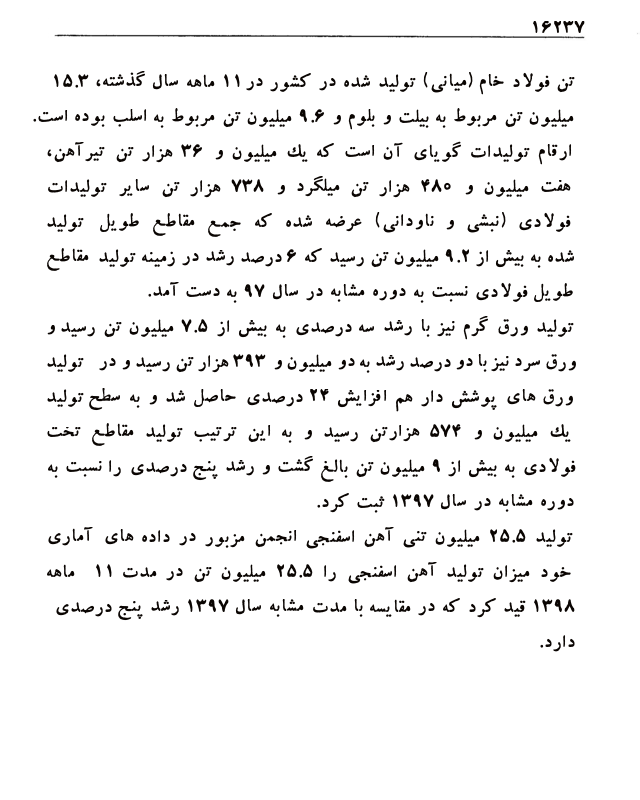 ۱۶۲۳۷
تن فولاد خام (میانی) تولید شده در کشور در ۱۱ ماهه سال گذشته، ۱۵.۳
میلیون تن مربوط به بیلت و بلوم و ۹.۶ میلیون تن مربوط به اسلب بوده است.
ارقام تولیدات گویای آن است که یك میلیون و ۳۶ هزار تن تیرآهن،
هفت میلیون و ۴۸۰ هزار تن میلگرد و ۷۳۸ هزار تن سایر تولیدات
فولادی (نبشی و ناودانی) عرضه شده که جمع مقاطع طویل تولید
شده به بیش از ۹.۲ میلیون تن رسید که ۶ درصد رشد در زمینه تولید مقاطع
طویل فولادی نسبت به دوره مشابه در سال ۹۷ به دست آمد.
تولید ورق گرم نیز با رشد سه درصدی به بیش از ۷.۵ میلیون تن رسید و
ورق سرد نیز با دو درصد رشد به دو میلیون و ۳۹۳ هزار تن رسید و در تولید
ورق های پوشش دار هم افزایش ۲۴ درصدی حاصل شد و به سطح تولید
یك میلیون و ۵۷۴ هزارتن رسید و به این ترتیب تولید مقاطع تخت
فولادی به بیش از ۹ میلیون تن بالغ گشت و رشد پنج درصدی را نسبت به
دوره مشابه در سال ۱۳۹۷ ثبت کرد.
تولید ۲۵.۵ میلیون تنی آهن اسفنجی انجمن مزبور در داده های آماری
خود میزان تولید آهن اسفنجی را ۲۵.۵ میلیون تن در مدت ۱۱ ماهه
۱۳۹۸ قید کرد که در مقایسه با مدت مشابه سال ۱۳۹۷ رشد پنج درصدی
دارد.